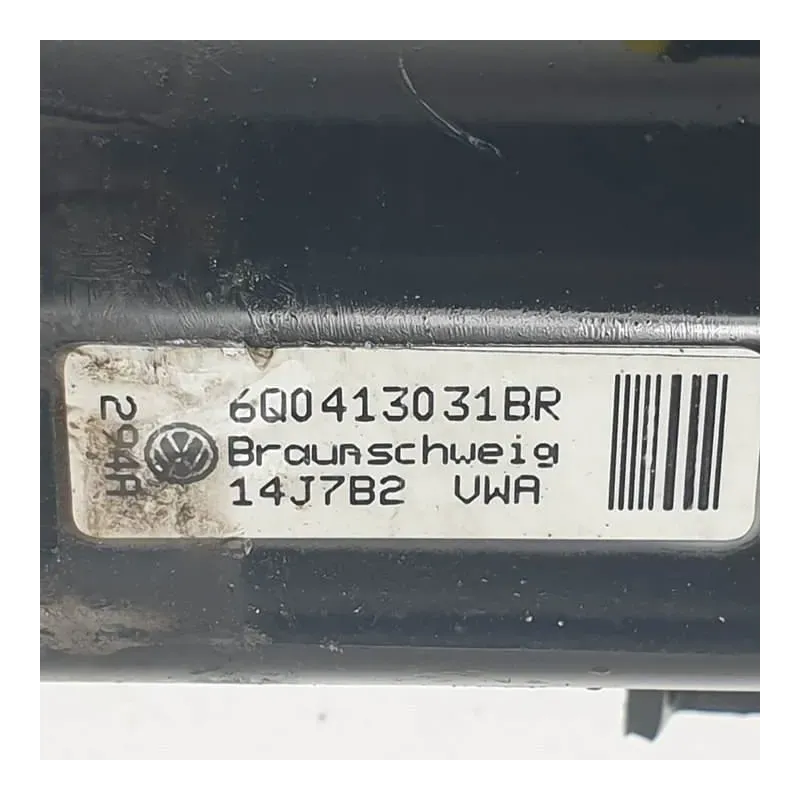 6Q0413031BR
Braunschweig
14J7B2 VWA
294A